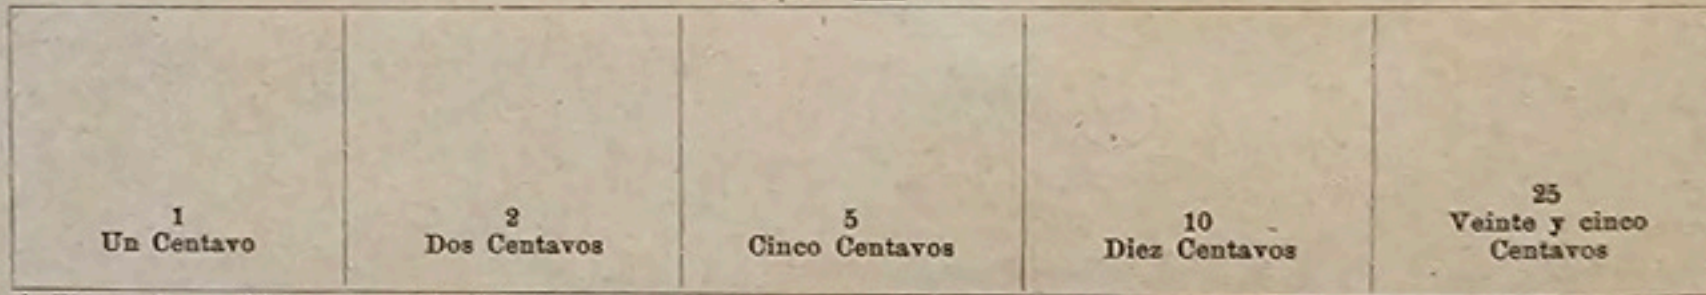 1
Un Centavo
2
Dos Centavos
5
Cinco Centavos
10
Diez Centavos
25
Veinte y cinco
Centavos